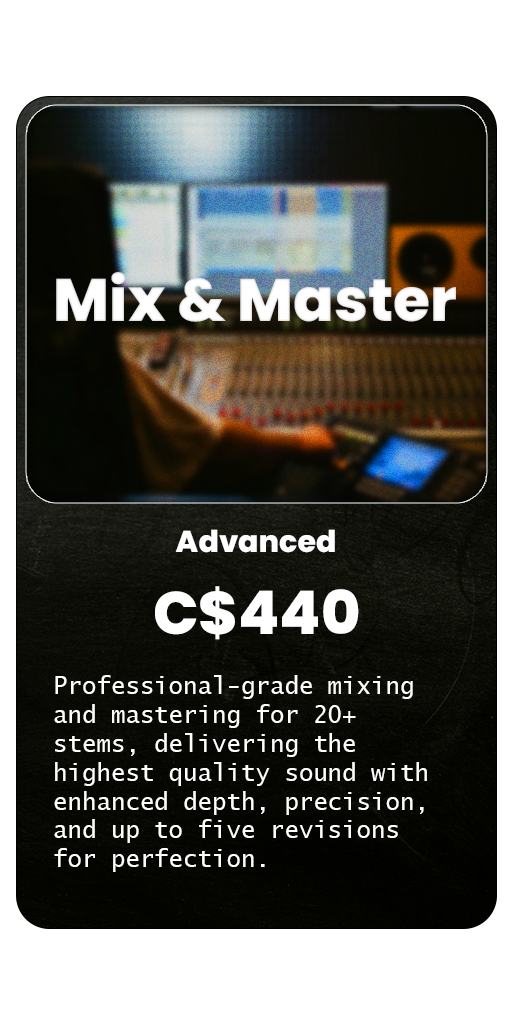 Mix & Master
Advanced
C$440
Professional-grade mixing
and mastering for 20+
stems, delivering the
highest quality sound with
enhanced depth, precision,
and up to five revisions
for perfection.